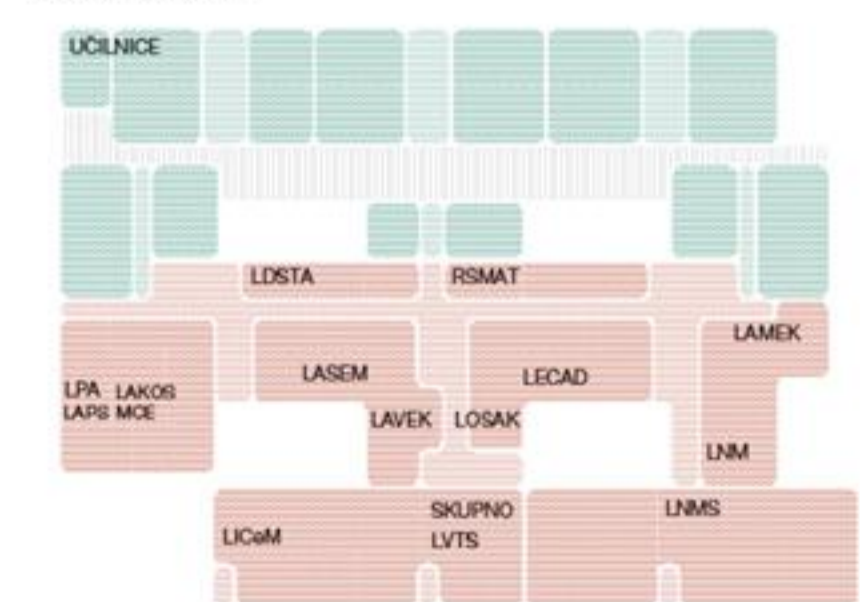 UČILNICE
LDSTA
RSMAT
LAMEK
LASEM
LECAD
LPA LAKOS
LAPS MCE
LAVEK
LOSAK
LNM
SKUPNO
LNMS
LICeM
LVTS